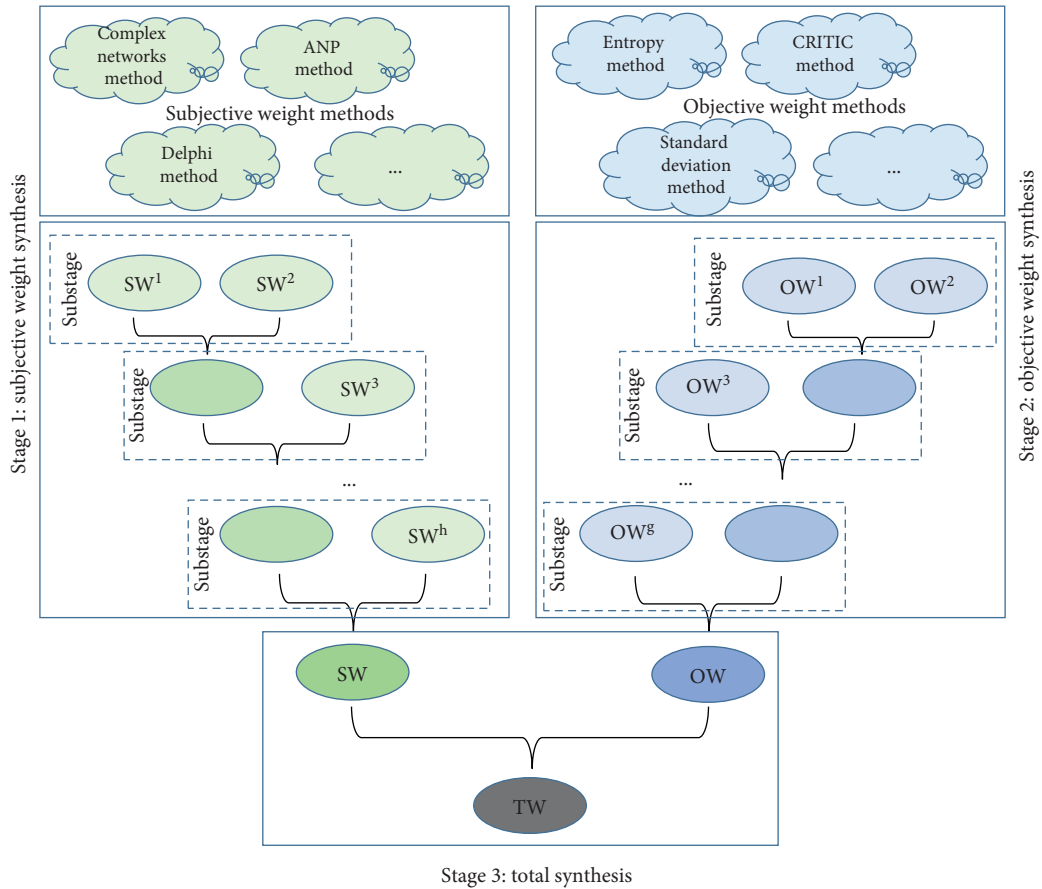 Complex
networks
method
ANP
method
Subjective weight methods
Delphi
method
...
Entropy
method
CRITIC
method
Objective weight methods
Standard
deviation
method
...
Stage 1: subjective weight synthesis
Substage
SW¹
SW²
Substage
SW³
...
Substage
SWʰ
Stage 2: objective weight synthesis
Substage
OW¹
OW²
Substage
OW³
...
Substage
OWᵍ
SW
OW
TW
Stage 3: total synthesis